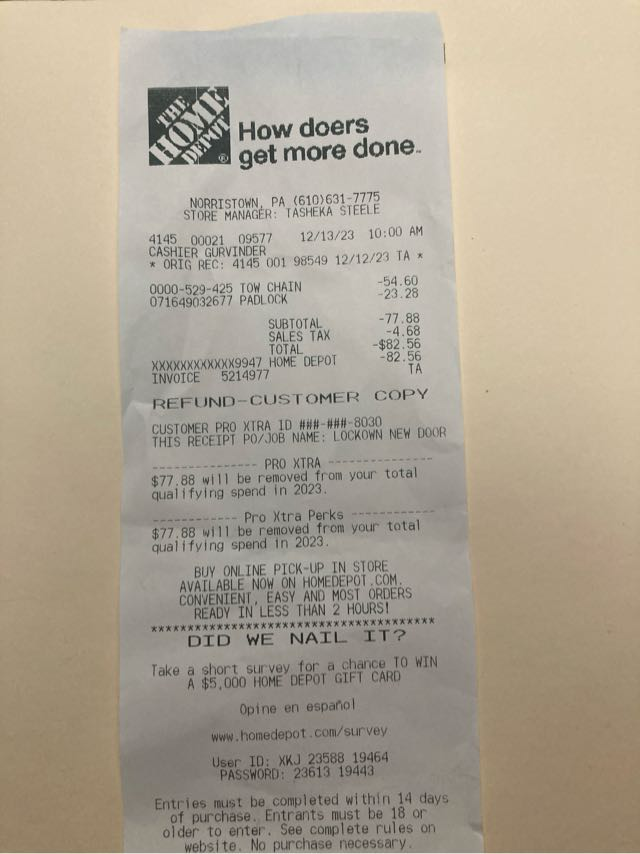 THE
HOME
DEPOT®
How doers
get more done.™
NORRISTOWN, PA (610)631-7775
STORE MANAGER: TASHEKA STEELE
4145 00021 09577 12/13/23 10:00 AM
CASHIER GURVINDER
* ORIG REC: 4145 001 98549 12/12/23 TA *
0000-529-425 TOW CHAIN -54.60
071649032677 PADLOCK -23.28
SUBTOTAL -77.88
SALES TAX -4.68
TOTAL -$82.56
XXXXXXXXXXXX9947 HOME DEPOT -82.56
INVOICE 5214977 TA
REFUND-CUSTOMER COPY
CUSTOMER PRO XTRA ID ###-###-8030
THIS RECEIPT PO/JOB NAME: LOCKOWN NEW DOOR
--------------- PRO XTRA ---------------
$77.88 will be removed from your total
qualifying spend in 2023.
------------ Pro Xtra Perks ------------
$77.88 will be removed from your total
qualifying spend in 2023.
BUY ONLINE PICK-UP IN STORE
AVAILABLE NOW ON HOMEDEPOT.COM.
CONVENIENT, EASY AND MOST ORDERS
READY IN LESS THAN 2 HOURS!
****************************************
DID WE NAIL IT?
Take a short survey for a chance TO WIN
A $5,000 HOME DEPOT GIFT CARD
Opine en español
www.homedepot.com/survey
User ID: XKJ 23588 19464
PASSWORD: 23613 19443
Entries must be completed within 14 days
of purchase. Entrants must be 18 or
older to enter. See complete rules on
website. No purchase necessary.